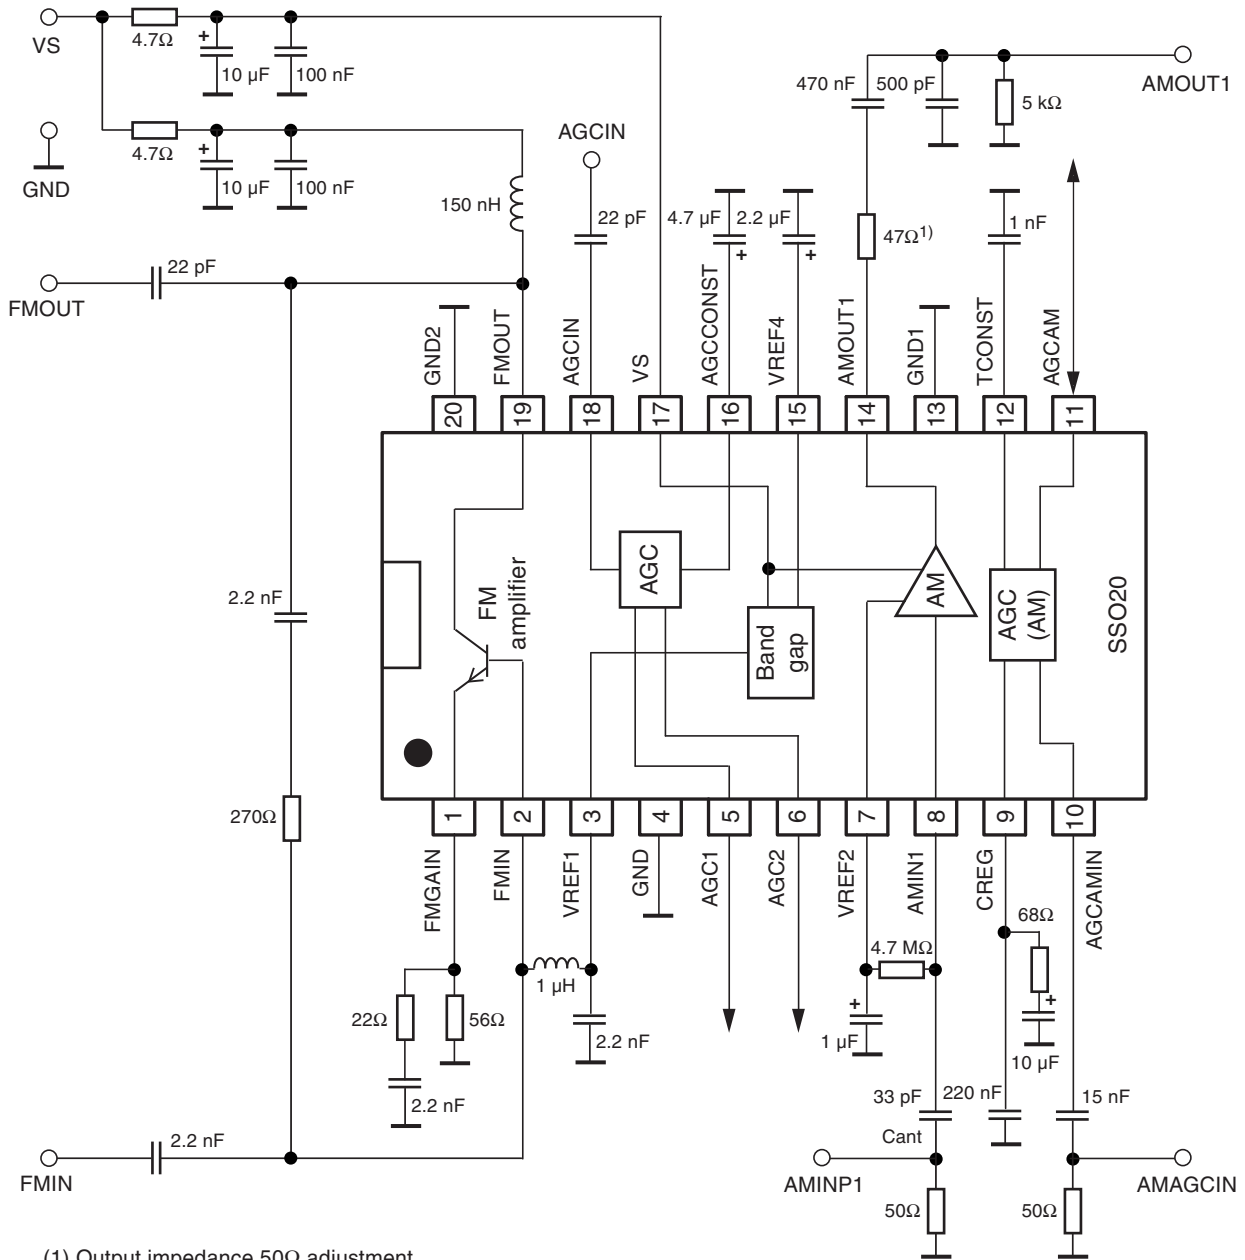 VS
4.7Ω
+
10 µF
100 nF
GND
4.7Ω
+
10 µF
100 nF
150 nH
AGCIN
22 pF
4.7 µF
+
2.2 µF
+
470 nF
500 pF
5 kΩ
AMOUT1
47Ω1)
1 nF
FMOUT
22 pF
GND2
FMOUT
AGCIN
VS
AGCCONST
VREF4
AMOUT1
GND1
TCONST
AGCAM
20
19
18
17
16
15
14
13
12
11
2.2 nF
270Ω
FM
amplifier
AGC
Band
gap
AM
AGC
(AM)
SSO20
1
2
3
4
5
6
7
8
9
10
FMGAIN
FMIN
VREF1
GND
AGC1
AGC2
VREF2
AMIN1
CREG
AGCAMIN
22Ω
56Ω
2.2 nF
1 µH
2.2 nF
4.7 MΩ
+
1 µF
68Ω
+
10 µF
33 pF
Cant
220 nF
15 nF
FMIN
2.2 nF
AMINP1
50Ω
50Ω
AMAGCIN
(1) Output impedance 50Ω adjustment